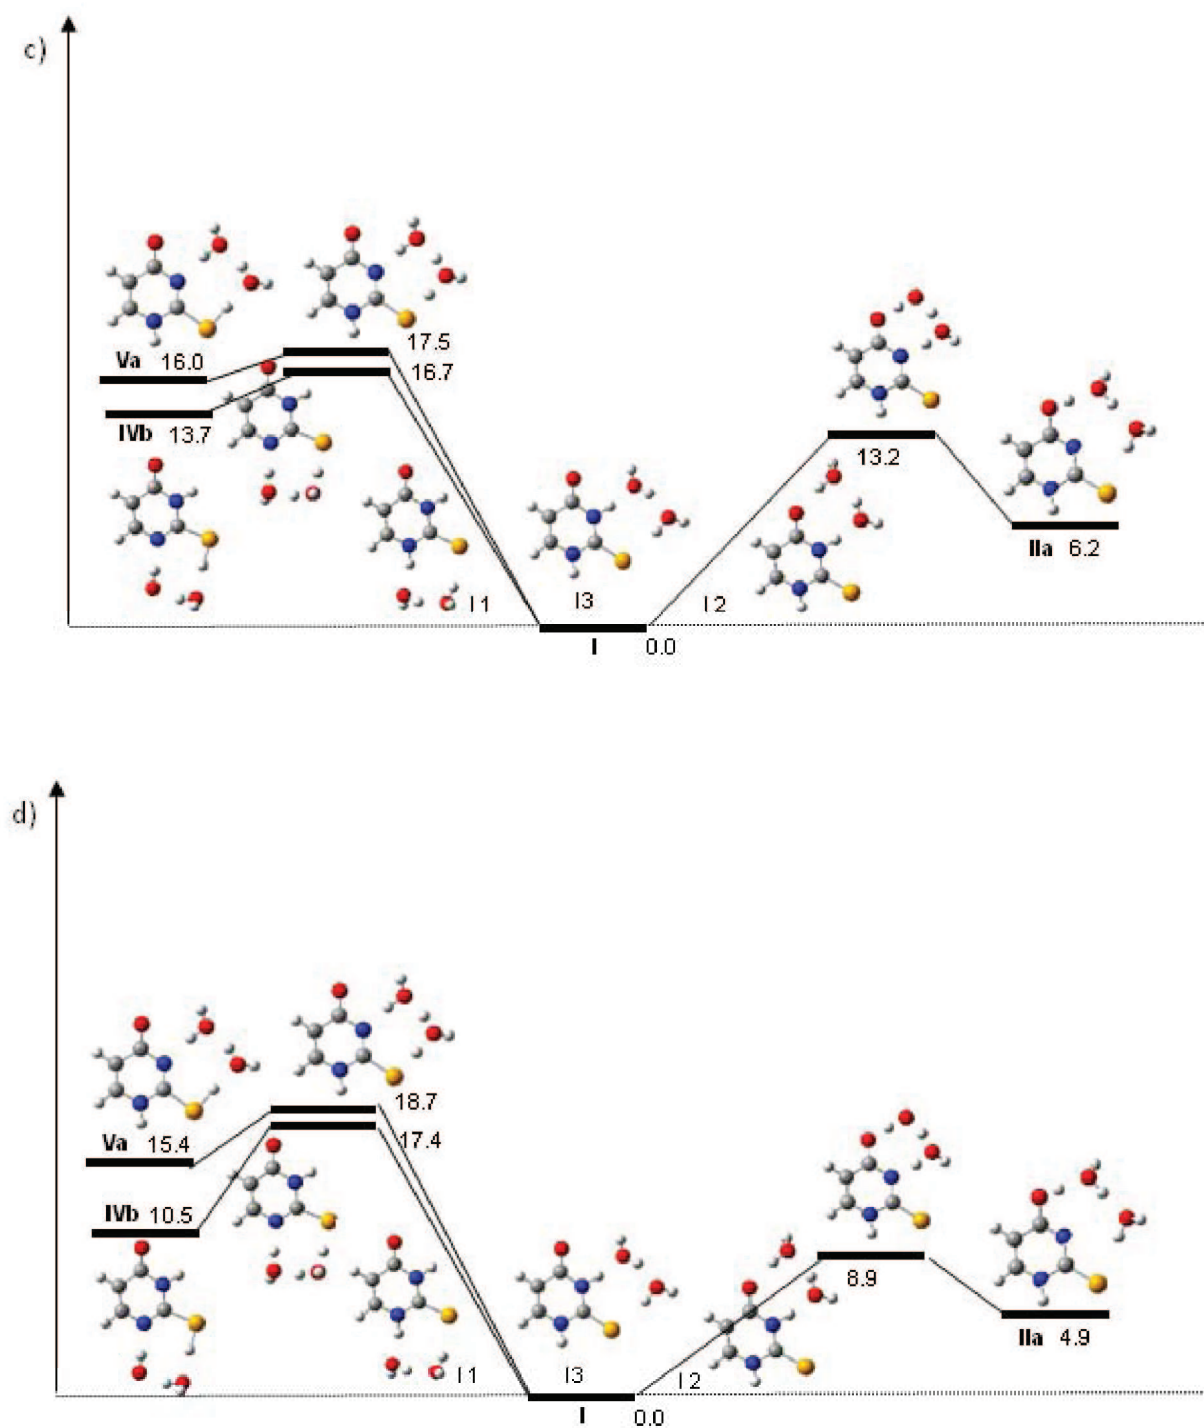 c)
17.5
Va 16.0
16.7
IVb 13.7
13.2
IIa 6.2
I1 I3 I2
I 0.0
d)
18.7
Va 15.4
17.4
IVb 10.5
8.9
IIa 4.9
I1 I3 I2
I 0.0